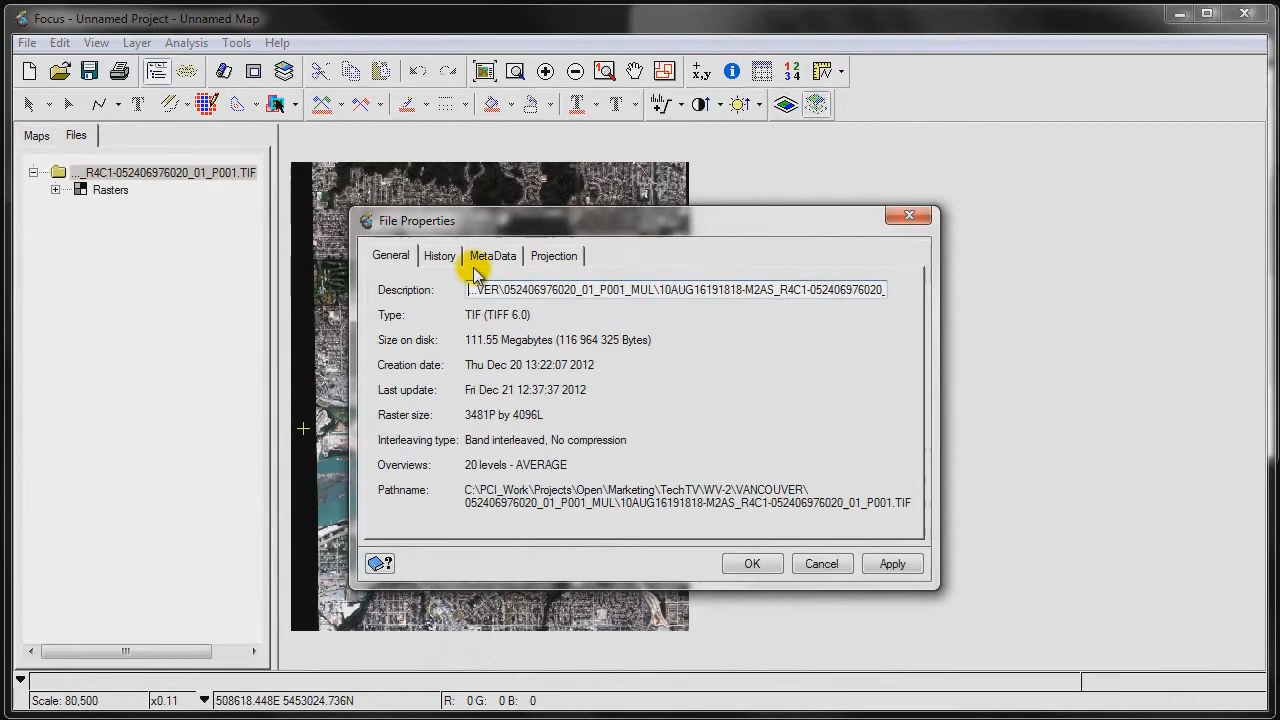 Focus - Unnamed Project - Unnamed Map
File Edit View Layer Analysis Tools Help
x,y
1 2
3 4
Maps Files
..._R4C1-052406976020_01_P001.TIF
Rasters
File Properties
General History MetaData Projection
Description: ...VER\052406976020_01_P001_MUL\10AUG16191818-M2AS_R4C1-052406976020_
Type: TIF (TIFF 6.0)
Size on disk: 111.55 Megabytes (116 964 325 Bytes)
Creation date: Thu Dec 20 13:22:07 2012
Last update: Fri Dec 21 12:37:37 2012
Raster size: 3481P by 4096L
Interleaving type: Band interleaved, No compression
Overviews: 20 levels - AVERAGE
Pathname: C:\PCI_Work\Projects\Open\Marketing\TechTV\WV-2\VANCOUVER\
052406976020_01_P001_MUL\10AUG16191818-M2AS_R4C1-052406976020_01_P001.TIF
? OK Cancel Apply
Scale: 80,500 x0.11 508618.448E 5453024.736N R: 0 G: 0 B: 0